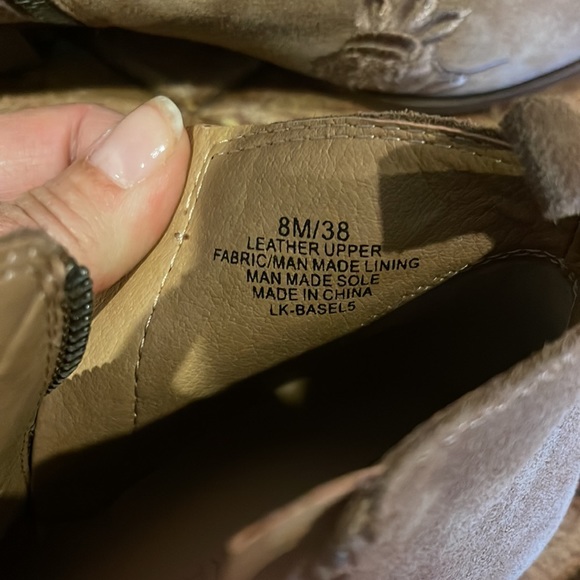 8M/38
LEATHER UPPER
FABRIC/MAN MADE LINING
MAN MADE SOLE
MADE IN CHINA
LK-BASEL5